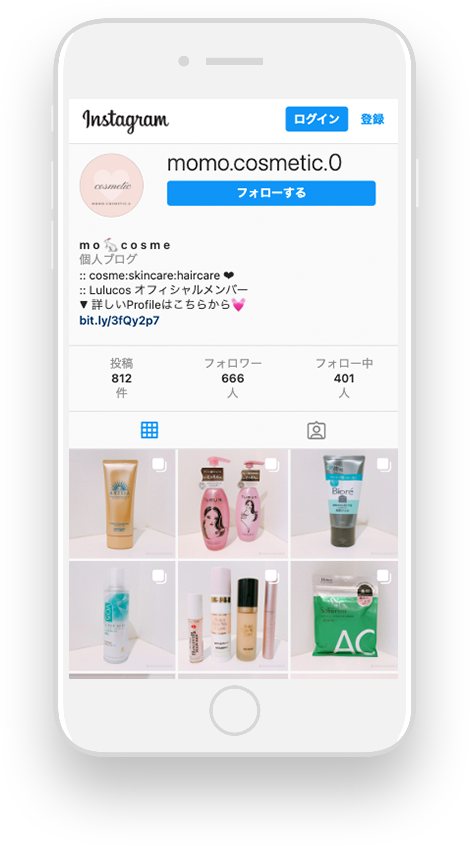 Instagram
ログイン
登録
cosmetic
MOMO.COSMETIC.0
momo.cosmetic.0
フォローする
m o 🐇 c o s m e
個人ブログ
:: cosme:skincare:haircare ❤
:: Lulucos オフィシャルメンバー
▼ 詳しいProfileはこちらから💓
bit.ly/3fQy2p7
投稿
812
件
フォロワー
666
人
フォロー中
401
人
Bioré
AC